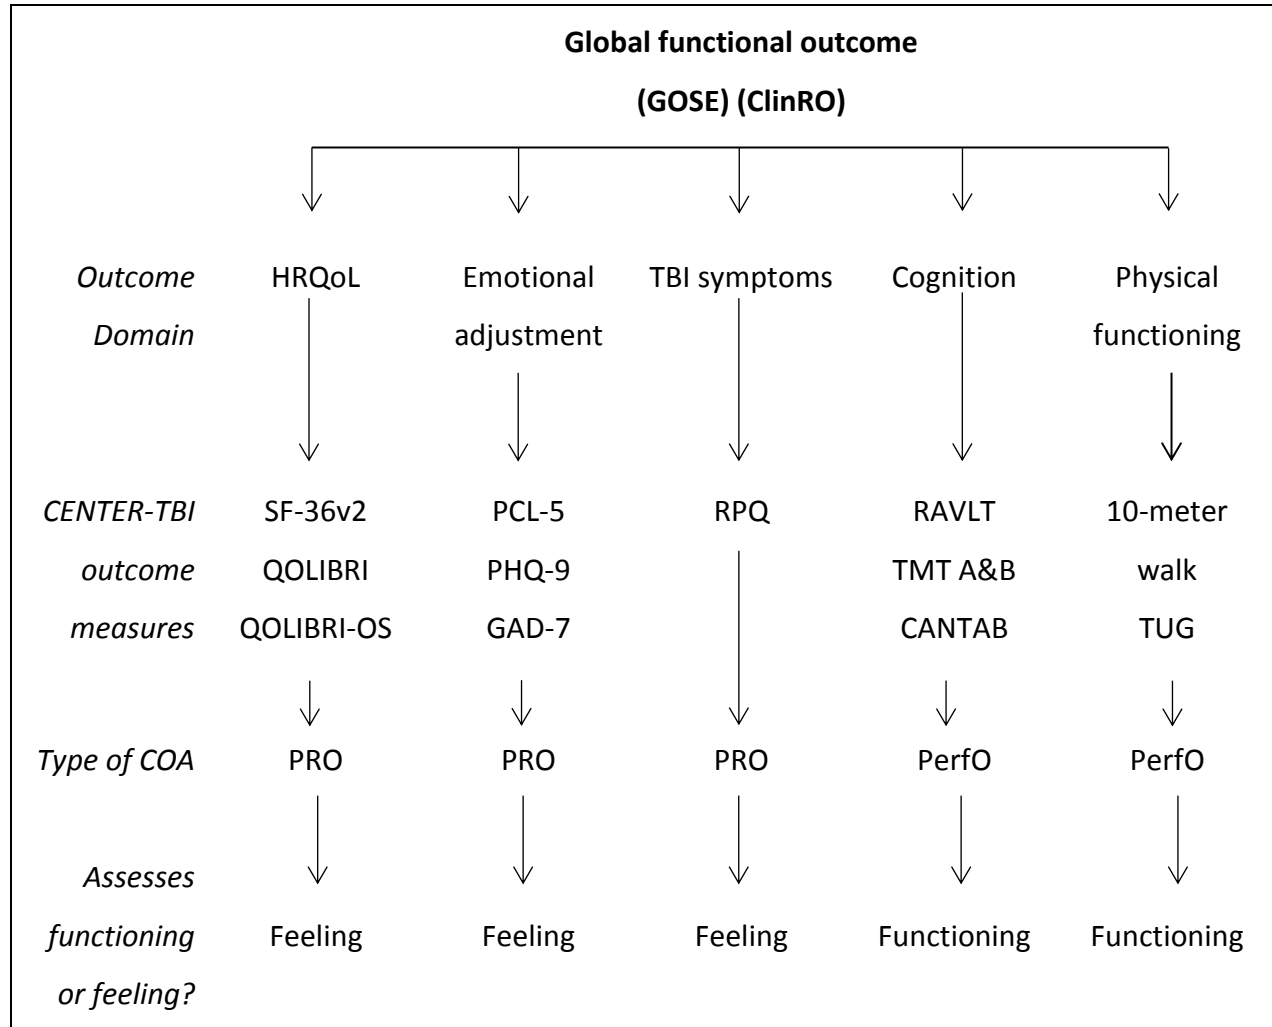 Global functional outcome
(GOSE) (ClinRO)
Outcome HRQoL Emotional TBI symptoms Cognition Physical
Domain adjustment functioning
CENTER-TBI SF-36v2 PCL-5 RPQ RAVLT 10-meter
outcome QOLIBRI PHQ-9 TMT A&B walk
measures QOLIBRI-OS GAD-7 CANTAB TUG
Type of COA PRO PRO PRO PerfO PerfO
Assesses
functioning Feeling Feeling Feeling Functioning Functioning
or feeling?